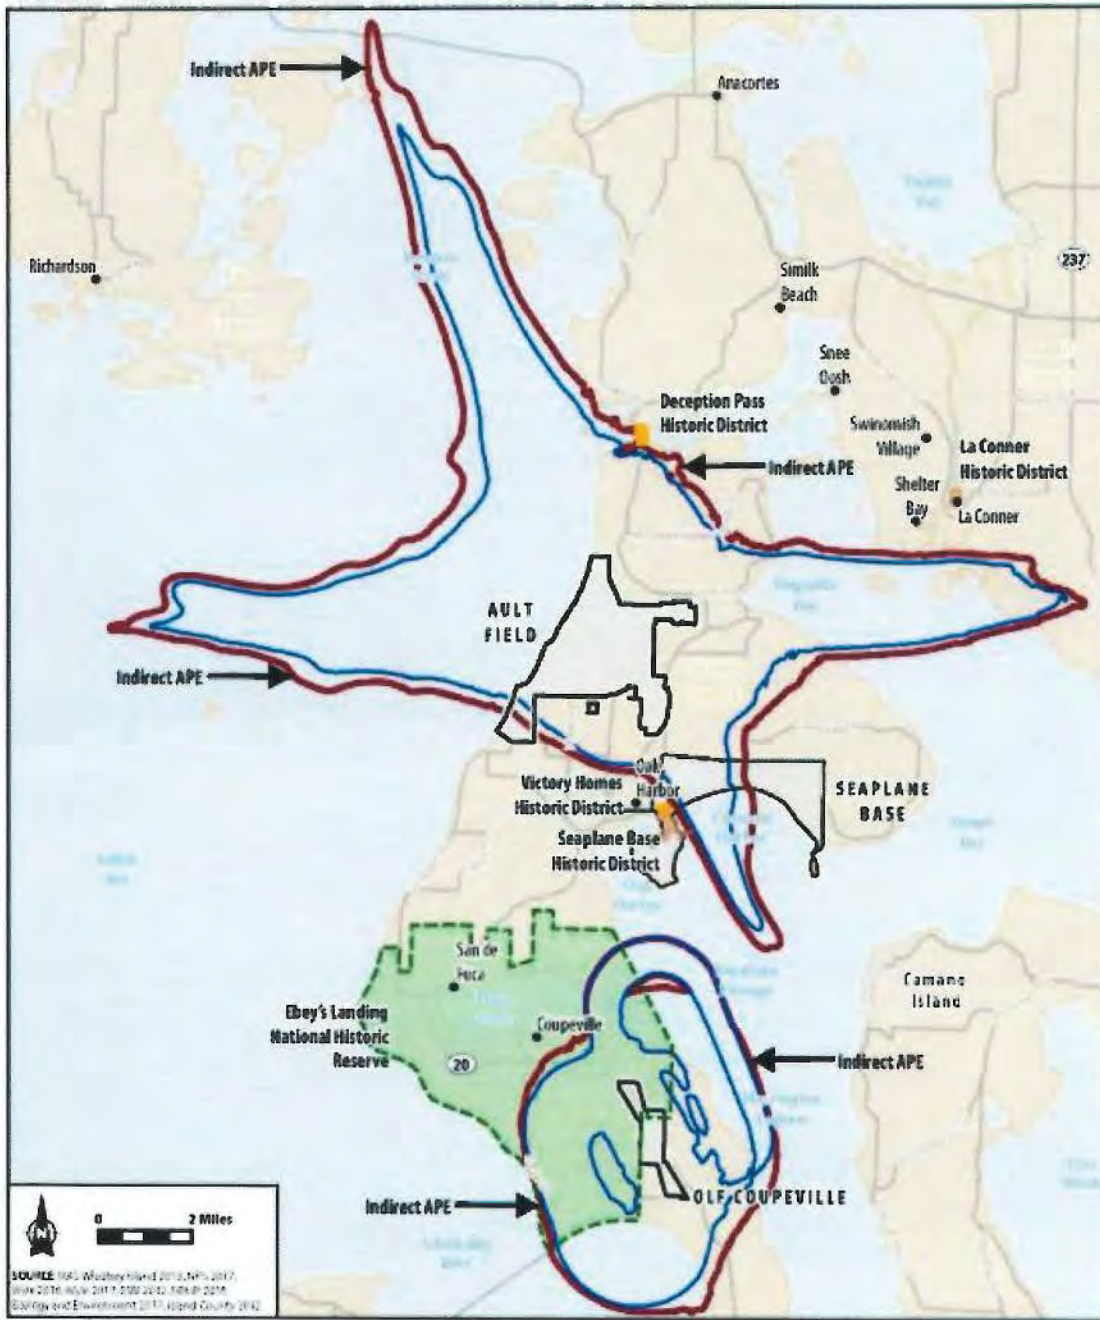 Indirect APE
Anacortes
237
Richardson
Similk
Beach
Snee
Oosh
Deception Pass
Historic District
Swinomish
Village
La Conner
Historic District
Indirect APE
Shelter
Bay
La Conner
AULT
FIELD
Indirect APE
Oak
Harbor
Victory Homes
Historic District
SEAPLANE
BASE
Seaplane Base
Historic District
San de
Fuca
Camano
Island
Ebey's Landing
National Historic
Reserve
Coupeville
20
Indirect APE
Indirect APE
OLF COUPEVILLE
N
0 2 Miles
SOURCE